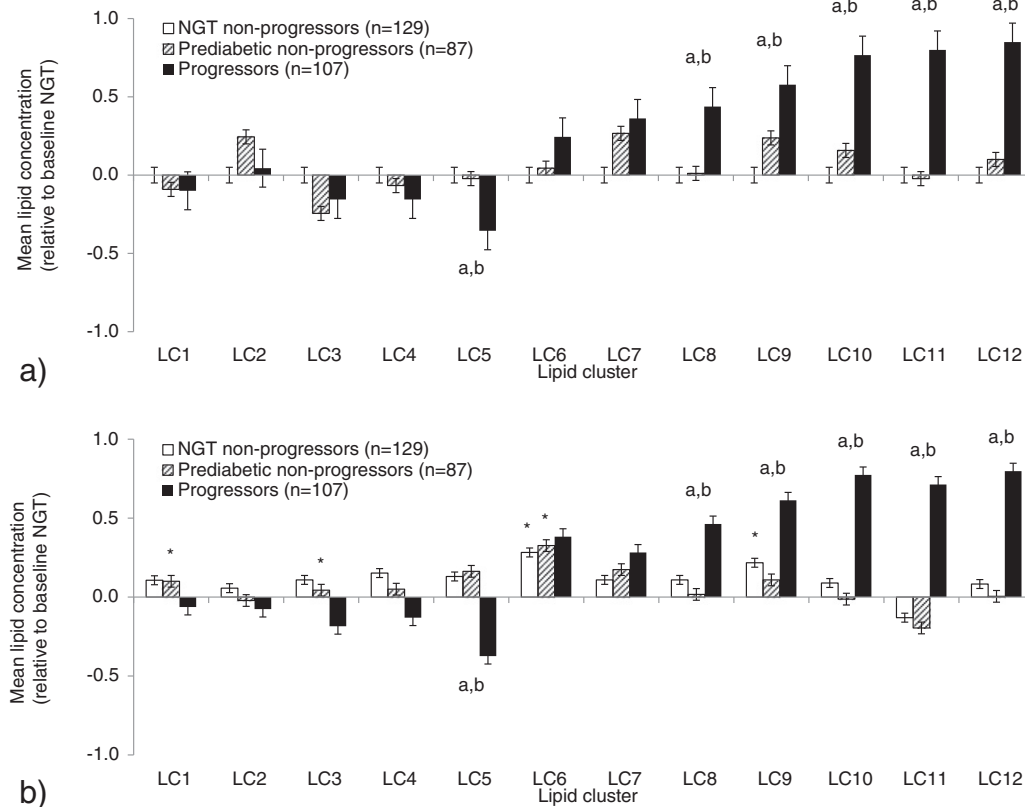 a,b a,b a,b
1.0
NGT non-progressors (n=129)
Prediabetic non-progressors (n=87)
Progressors (n=107)
a,b
a,b
0.5
0.0
-0.5
a,b
-1.0
Mean lipid concentration
(relative to baseline NGT)
LC1 LC2 LC3 LC4 LC5 LC6 LC7 LC8 LC9 LC10 LC11 LC12
Lipid cluster
a)
1.0
NGT non-progressors (n=129)
Prediabetic non-progressors (n=87)
Progressors (n=107)
a,b a,b a,b
a,b
a,b
0.5
* * * * *
0.0
-0.5
a,b
-1.0
Mean lipid concentration
(relative to baseline NGT)
LC1 LC2 LC3 LC4 LC5 LC6 LC7 LC8 LC9 LC10 LC11 LC12
Lipid cluster
b)